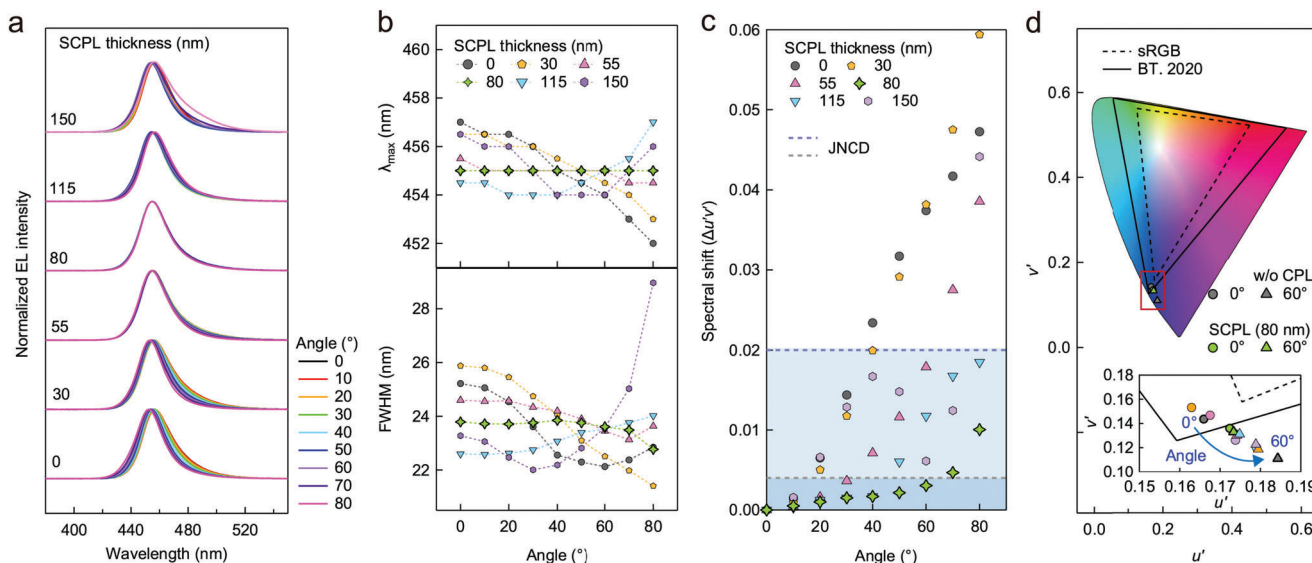 a
SCPL thickness (nm)
150
115
80
55
30
0
Normalized EL intensity
400
440
480
520
Wavelength (nm)
Angle (°)
0
10
20
30
40
50
60
70
80
b
SCPL thickness (nm)
0 30 55
80 115 150
460
458
456
454
452
λmax (nm)
28
26
24
22
FWHM (nm)
0 20 40 60 80
Angle (°)
c
SCPL thickness (nm)
0 30
55 80
115 150
JNCD
0.06
0.05
0.04
0.03
0.02
0.01
0.00
Spectral shift (Δu'v')
0 20 40 60 80
Angle (°)
d
sRGB
BT. 2020
0.6
0.4
0.2
0.0
v'
w/o CPL
0° 60°
SCPL (80 nm)
0° 60°
0.18
0.16
0.14
0.12
0.10
v'
0°
Angle
60°
0.15 0.16 0.17 0.18 0.19
u'
0.0 0.2 0.4 0.6
u'